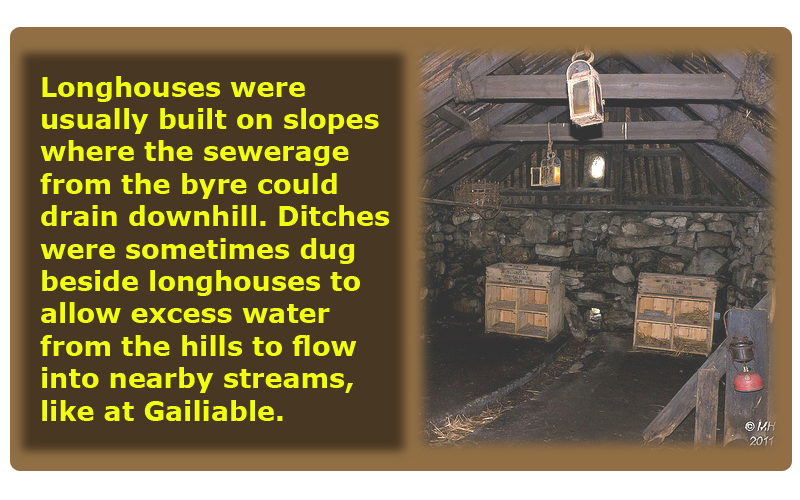 Longhouses were
usually built on slopes
where the sewerage
from the byre could
drain downhill. Ditches
were sometimes dug
beside longhouses to
allow excess water
from the hills to flow
into nearby streams,
like at Gailiable.
© MH
2011